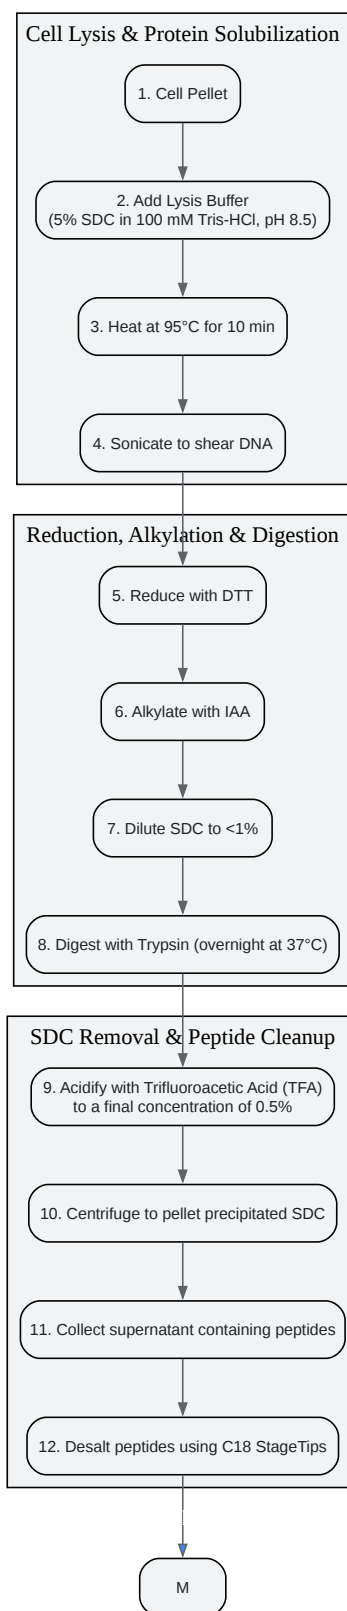 Cell Lysis & Protein Solubilization
1. Cell Pellet
2. Add Lysis Buffer
(5% SDC in 100 mM Tris-HCl, pH 8.5)
3. Heat at 95°C for 10 min
4. Sonicate to shear DNA
Reduction, Alkylation & Digestion
5. Reduce with DTT
6. Alkylate with IAA
7. Dilute SDC to <1%
8. Digest with Trypsin (overnight at 37°C)
SDC Removal & Peptide Cleanup
9. Acidify with Trifluoroacetic Acid (TFA)
to a final concentration of 0.5%
10. Centrifuge to pellet precipitated SDC
11. Collect supernatant containing peptides
12. Desalt peptides using C18 StageTips
M